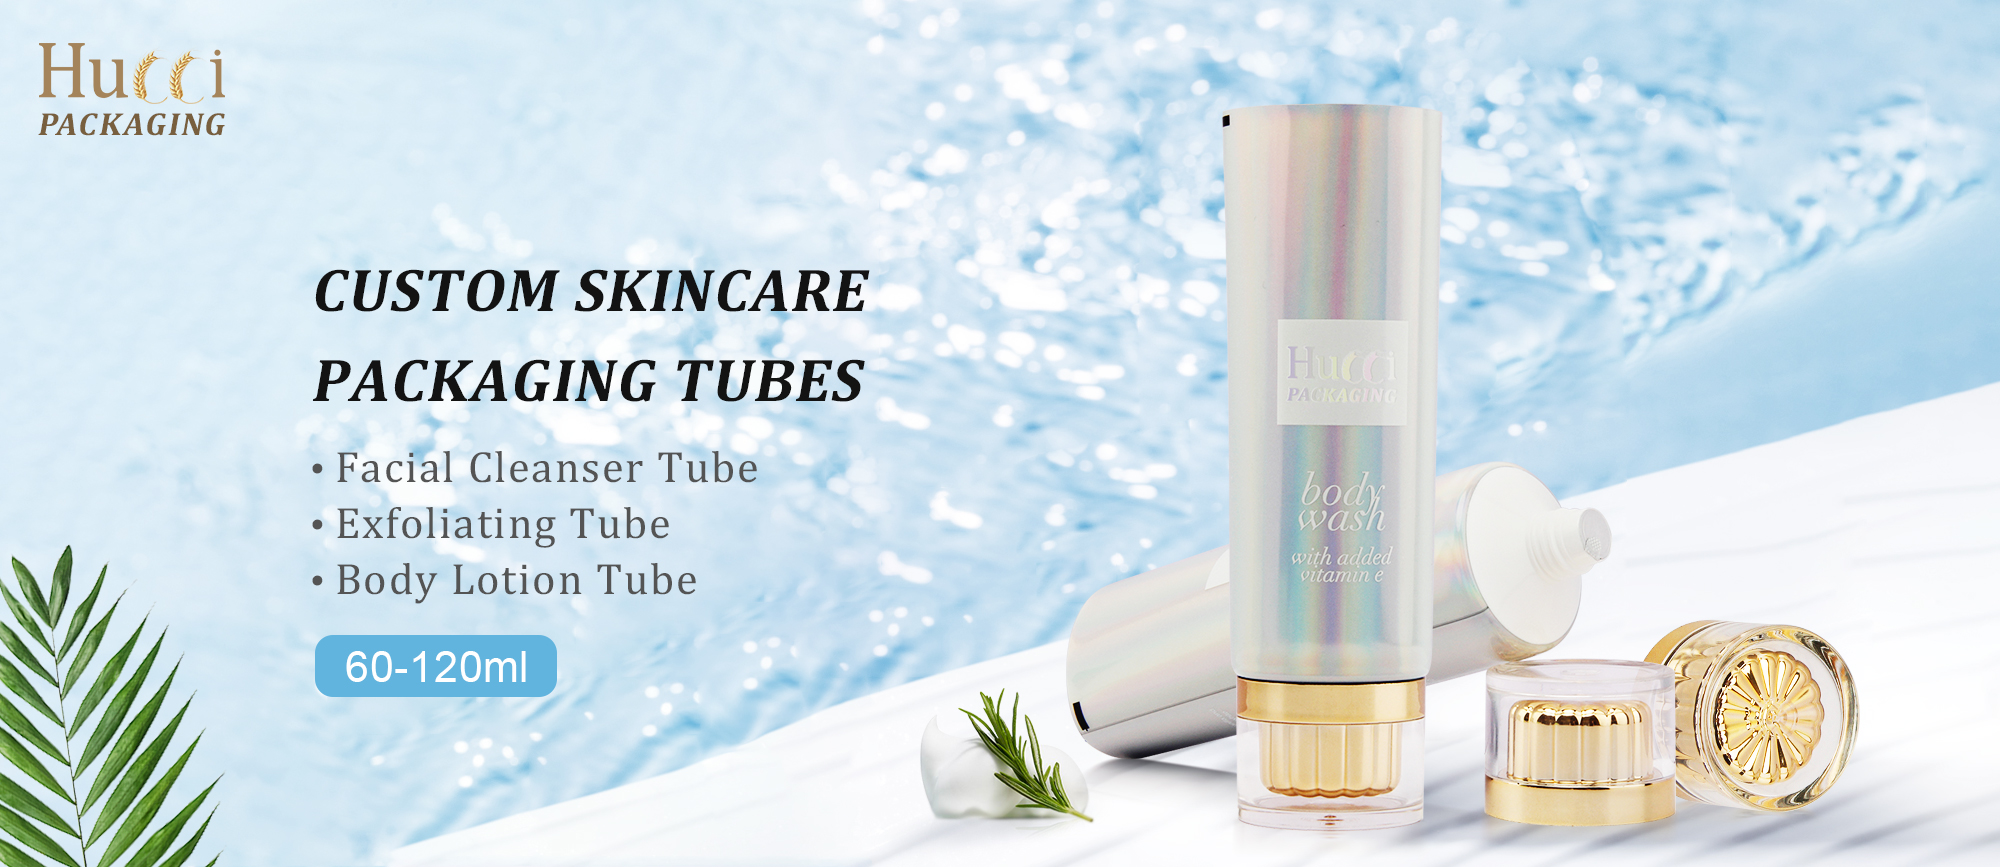 Hucci
PACKAGING
CUSTOM SKINCARE
PACKAGING TUBES
• Facial Cleanser Tube
• Exfoliating Tube
• Body Lotion Tube
60-120ml
Hucci
PACKAGING
body
wash
with added
vitamin e